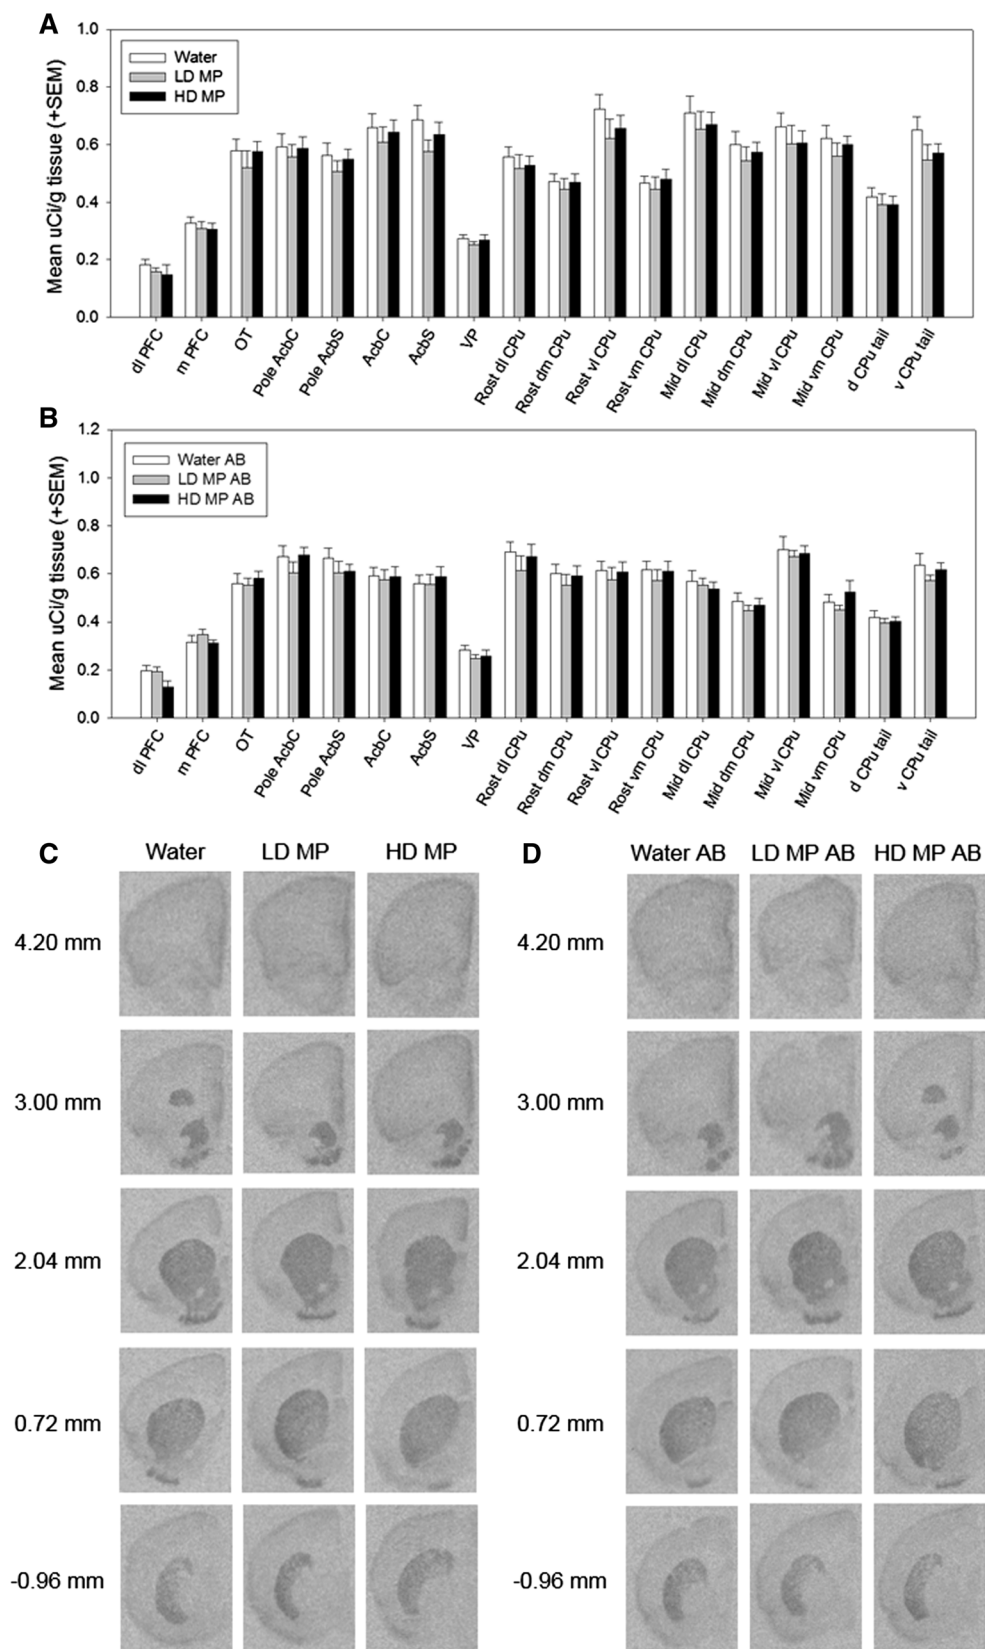 A
Mean uCi/g tissue (+SEM)
1.0
0.8
0.6
0.4
0.2
0.0
Water
LD MP
HD MP
dl PFC
m PFC
OT
Pole AcbC
Pole AcbS
AcbC
AcbS
VP
Rost dl CPu
Rost dm CPu
Rost vl CPu
Rost vm CPu
Mid dl CPu
Mid dm CPu
Mid vl CPu
Mid vm CPu
d CPu tail
v CPu tail
B
Mean uCi/g tissue (+SEM)
1.2
1.0
0.8
0.6
0.4
0.2
0.0
Water AB
LD MP AB
HD MP AB
dl PFC
m PFC
OT
Pole AcbC
Pole AcbS
AcbC
AcbS
VP
Rost dl CPu
Rost dm CPu
Rost vl CPu
Rost vm CPu
Mid dl CPu
Mid dm CPu
Mid vl CPu
Mid vm CPu
d CPu tail
v CPu tail
C
Water LD MP HD MP
4.20 mm
3.00 mm
2.04 mm
0.72 mm
-0.96 mm
D
Water AB LD MP AB HD MP AB
4.20 mm
3.00 mm
2.04 mm
0.72 mm
-0.96 mm